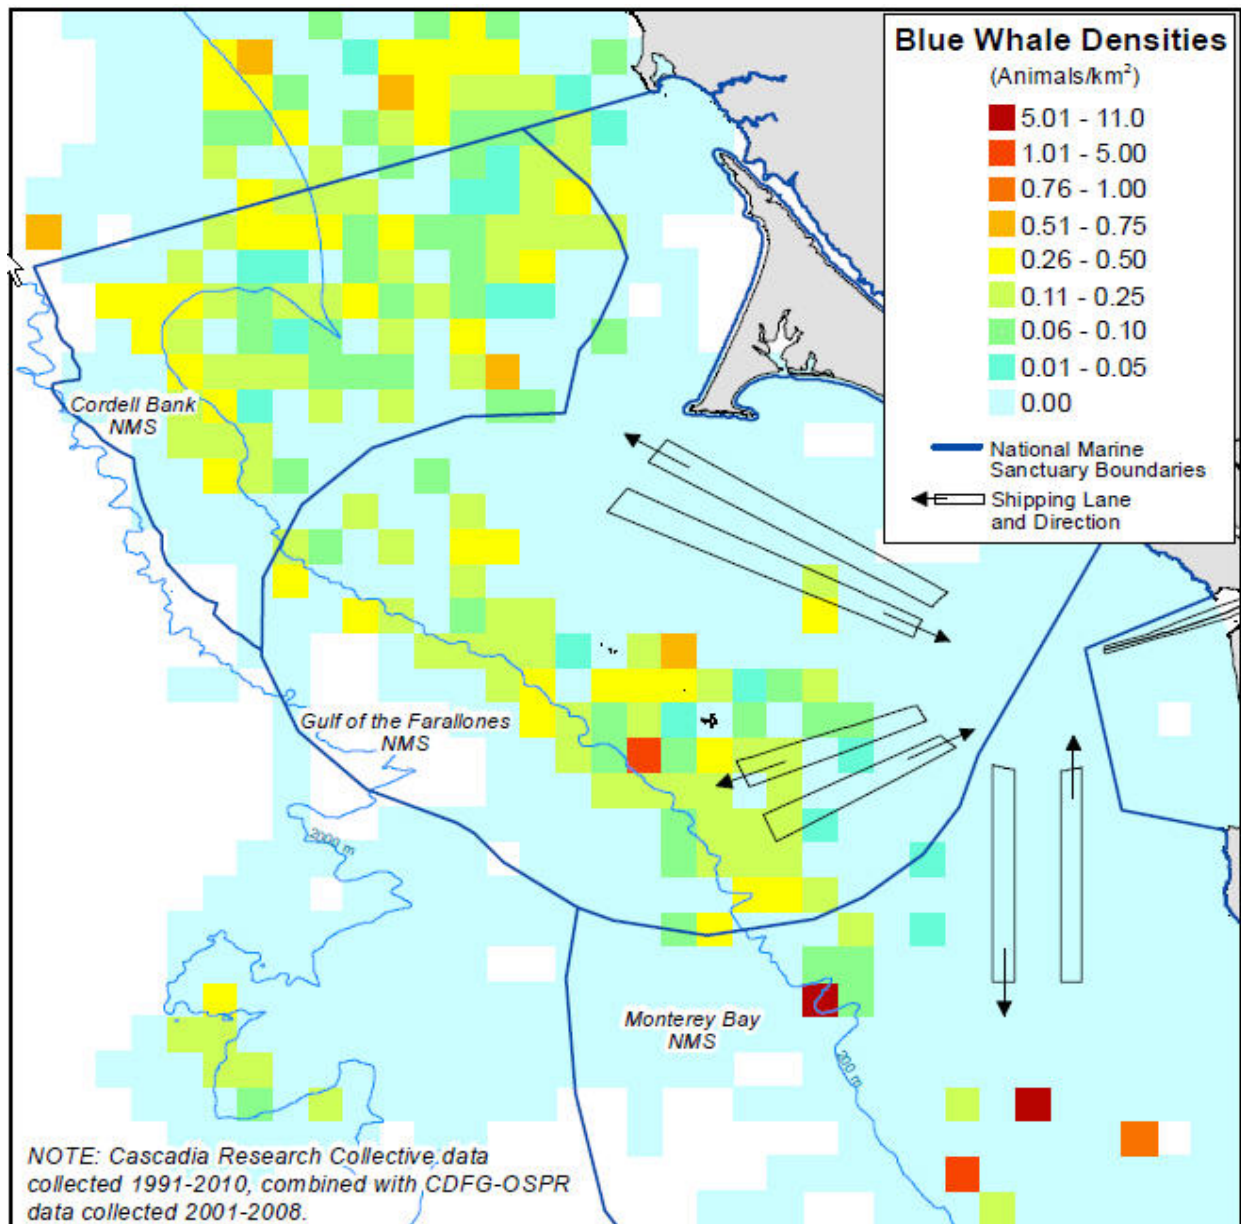 Blue Whale Densities
(Animals/km²)
5.01 - 11.0
1.01 - 5.00
0.76 - 1.00
0.51 - 0.75
0.26 - 0.50
0.11 - 0.25
0.06 - 0.10
0.01 - 0.05
0.00
National Marine
Sanctuary Boundaries
Shipping Lane
and Direction
Cordell Bank
NMS
Gulf of the Farallones
NMS
2000 m
Monterey Bay
NMS
200 m
NOTE: Cascadia Research Collective data
collected 1991-2010, combined with CDFG-OSPR
data collected 2001-2008.